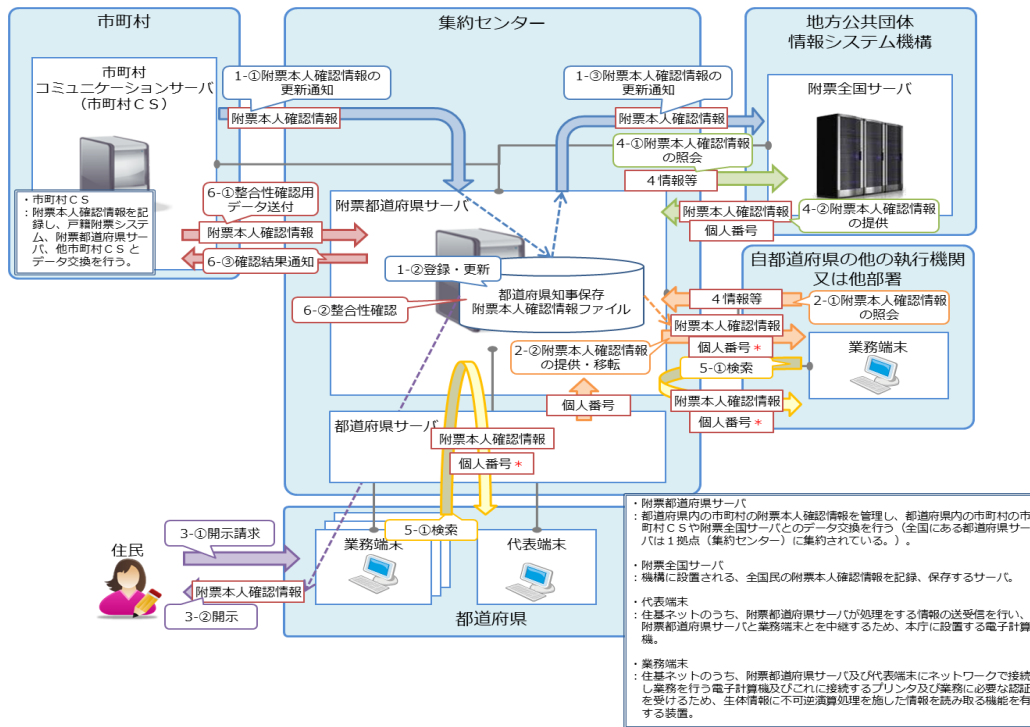 市町村
集約センター
地方公共団体
情報システム機構
市町村
コミュニケーションサーバ
（市町村ＣＳ）
1-①附票本人確認情報の
更新通知
附票本人確認情報
1-③附票本人確認情報の
更新通知
附票本人確認情報
附票全国サーバ
4-①附票本人確認情報
の照会
４情報等
附票本人確認情報
個人番号
4-②附票本人確認情報
の提供
・市町村ＣＳ
：附票本人確認情報を記
録し、戸籍附票システ
ム、附票都道府県サー
バ、他市町村ＣＳと
データ交換を行う。
6-①整合性確認用
データ送付
附票本人確認情報
6-③確認結果通知
附票都道府県サーバ
1-②登録・更新
6-②整合性確認
都道府県知事保存
附票本人確認情報ファイル
自都道府県の他の執行機関
又は他部署
４情報等
2-①附票本人確認情報
の照会
附票本人確認情報
個人番号＊
2-②附票本人確認情報
の提供・移転
業務端末
5-①検索
附票本人確認情報
個人番号＊
個人番号
都道府県サーバ
附票本人確認情報
個人番号＊
5-①検索
住民
3-①開示請求
附票本人確認情報
3-②開示
業務端末
代表端末
都道府県
・附票都道府県サーバ
：都道府県内の市町村の附票本人確認情報を管理し、都道府県内の市町村の市
町村ＣＳや附票全国サーバとのデータ交換を行う（全国にある都道府県サー
バは１拠点（集約センター）に集約されている。）。
・附票全国サーバ
：機構に設置される、全国民の附票本人確認情報を記録、保存するサーバ。
・代表端末
：住基ネットのうち、附票都道府県サーバが処理をする情報の送受信を行い、
附票都道府県サーバと業務端末とを中継するため、本庁に設置する電子計算
機。
・業務端末
：住基ネットのうち、附票都道府県サーバ及び代表端末にネットワークで接続
し業務を行う電子計算機及びこれに接続するプリンタ及び業務に必要な認証
を受けるため、生体情報に不可逆演算処理を施した情報を読み取る機能を有
する装置。